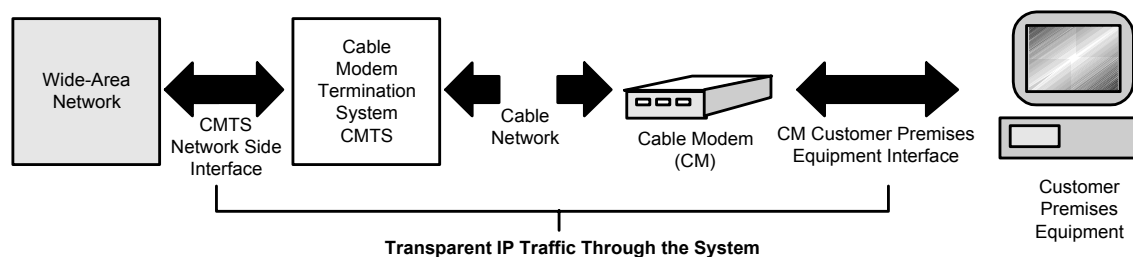 Wide-Area
Network
CMTS
Network Side
Interface
Cable
Modem
Termination
System
CMTS
Cable
Network
Cable Modem
(CM)
CM Customer Premises
Equipment Interface
Customer
Premises
Equipment
Transparent IP Traffic Through the System